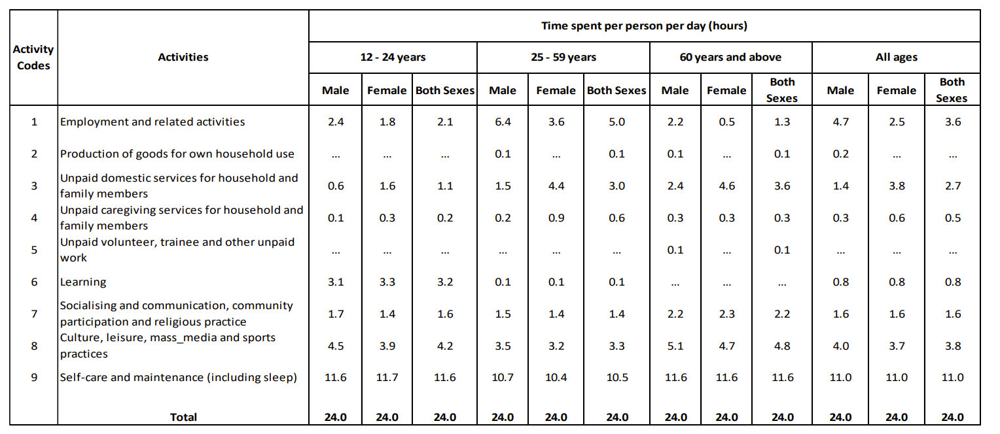 Time spent per person per day (hours)
Activity
Codes
Activities
12 - 24 years 25 - 59 years 60 years and above All ages
Male Female Both Sexes Male Female Both Sexes Male Female Both
Sexes Male Female Both
Sexes
1 Employment and related activities 2.4 1.8 2.1 6.4 3.6 5.0 2.2 0.5 1.3 4.7 2.5 3.6
2 Production of goods for own household use ... ... ... 0.1 ... 0.1 0.1 ... 0.1 0.2 ... ...
3 Unpaid domestic services for household and
family members 0.6 1.6 1.1 1.5 4.4 3.0 2.4 4.6 3.6 1.4 3.8 2.7
4 Unpaid caregiving services for household and
family members 0.1 0.3 0.2 0.2 0.9 0.6 0.3 0.3 0.3 0.3 0.6 0.5
5 Unpaid volunteer, trainee and other unpaid
work ... ... ... ... ... ... 0.1 ... 0.1 ... ... ...
6 Learning 3.1 3.3 3.2 0.1 0.1 0.1 ... ... ... 0.8 0.8 0.8
7 Socialising and communication, community
participation and religious practice 1.7 1.4 1.6 1.5 1.4 1.4 2.2 2.3 2.2 1.6 1.6 1.6
8 Culture, leisure, mass_media and sports
practices 4.5 3.9 4.2 3.5 3.2 3.3 5.1 4.7 4.8 4.0 3.7 3.8
9 Self-care and maintenance (including sleep) 11.6 11.7 11.6 10.7 10.4 10.5 11.6 11.6 11.6 11.0 11.0 11.0
Total 24.0 24.0 24.0 24.0 24.0 24.0 24.0 24.0 24.0 24.0 24.0 24.0